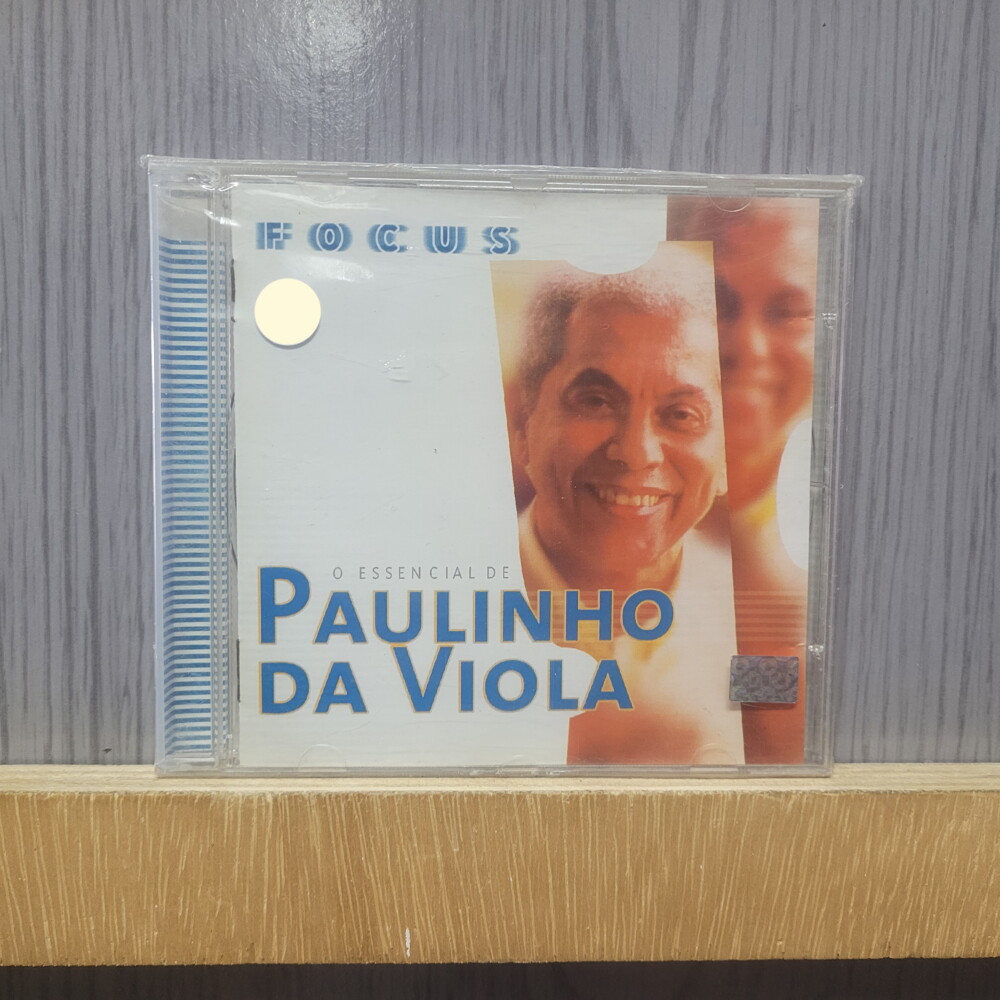 FOCUS
O ESSENCIAL DE
PAULINHO
DA VIOLA